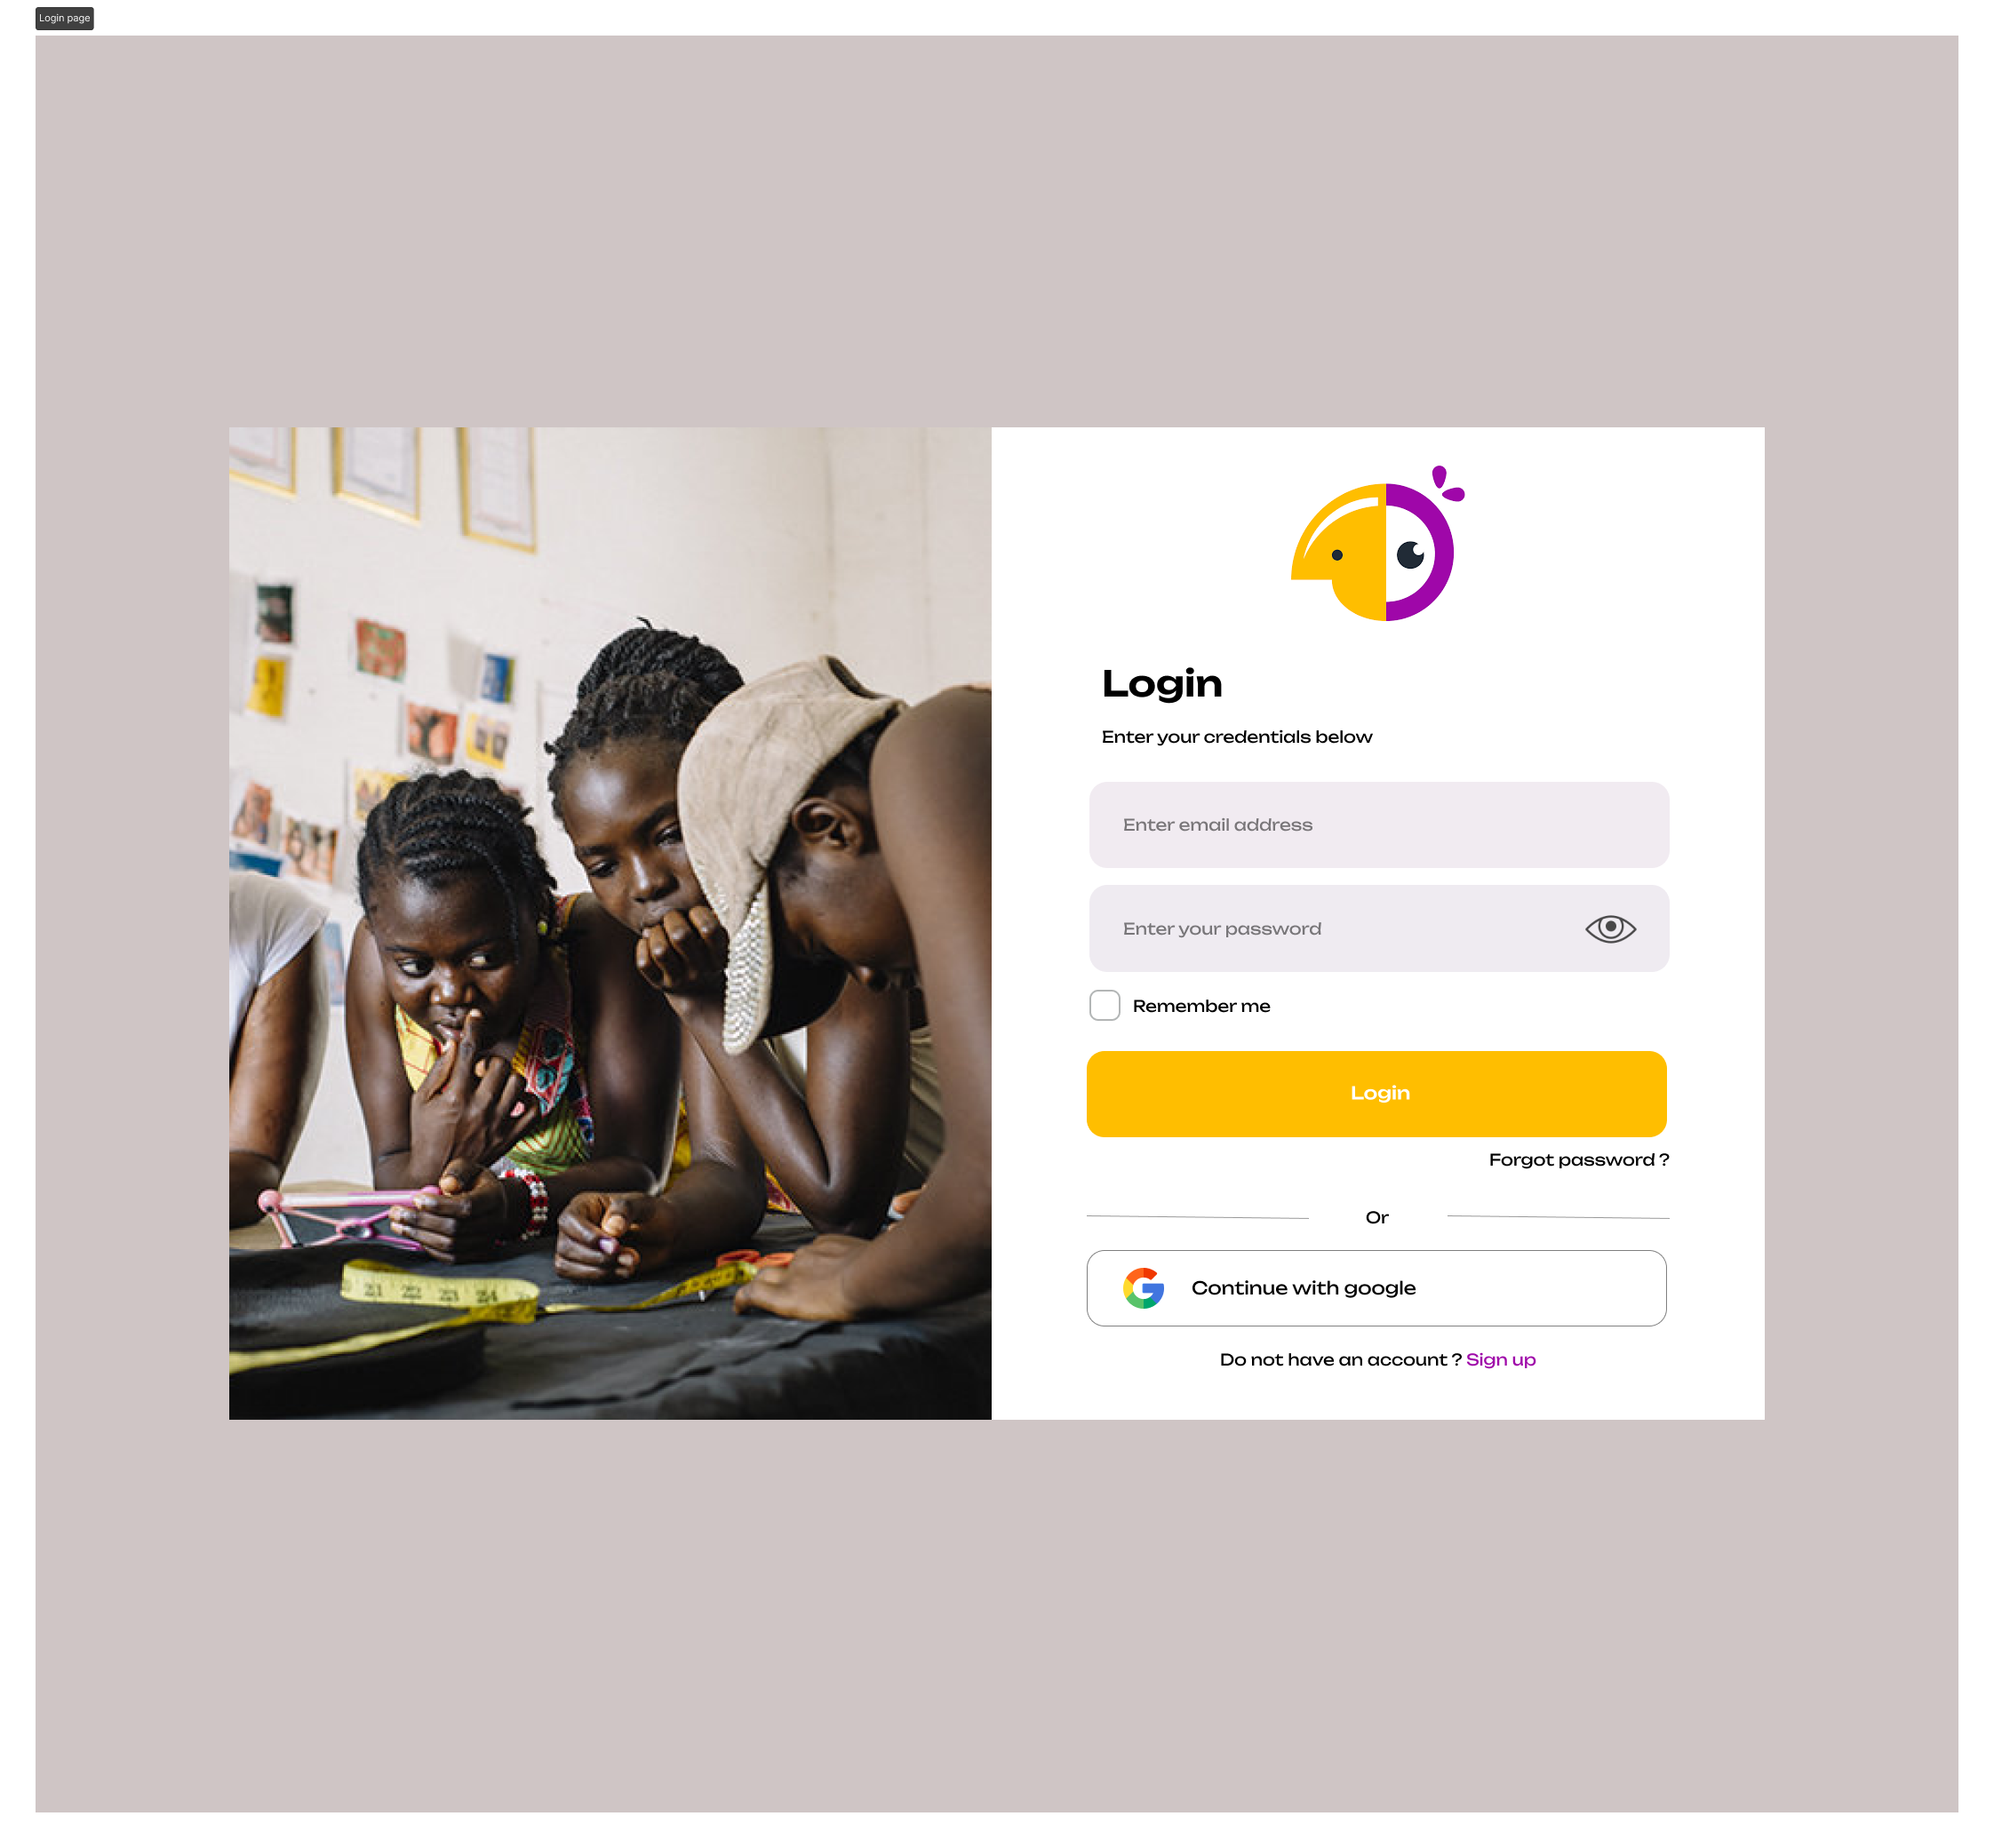 Login page
Login
Enter your credentials below
Enter email address
Enter your password
Remember me
Login
Forgot password ?
Or
Continue with google
Do not have an account ? Sign up
21 22 23 24